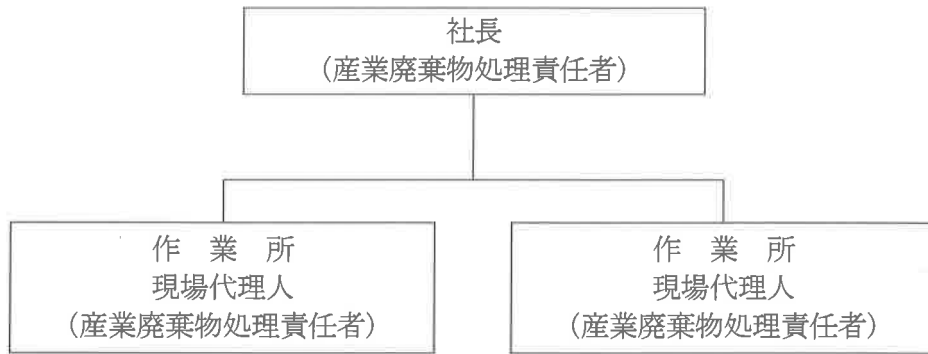 社長
（産業廃棄物処理責任者）
作　業　所
現場代理人
（産業廃棄物処理責任者）
作　業　所
現場代理人
（産業廃棄物処理責任者）